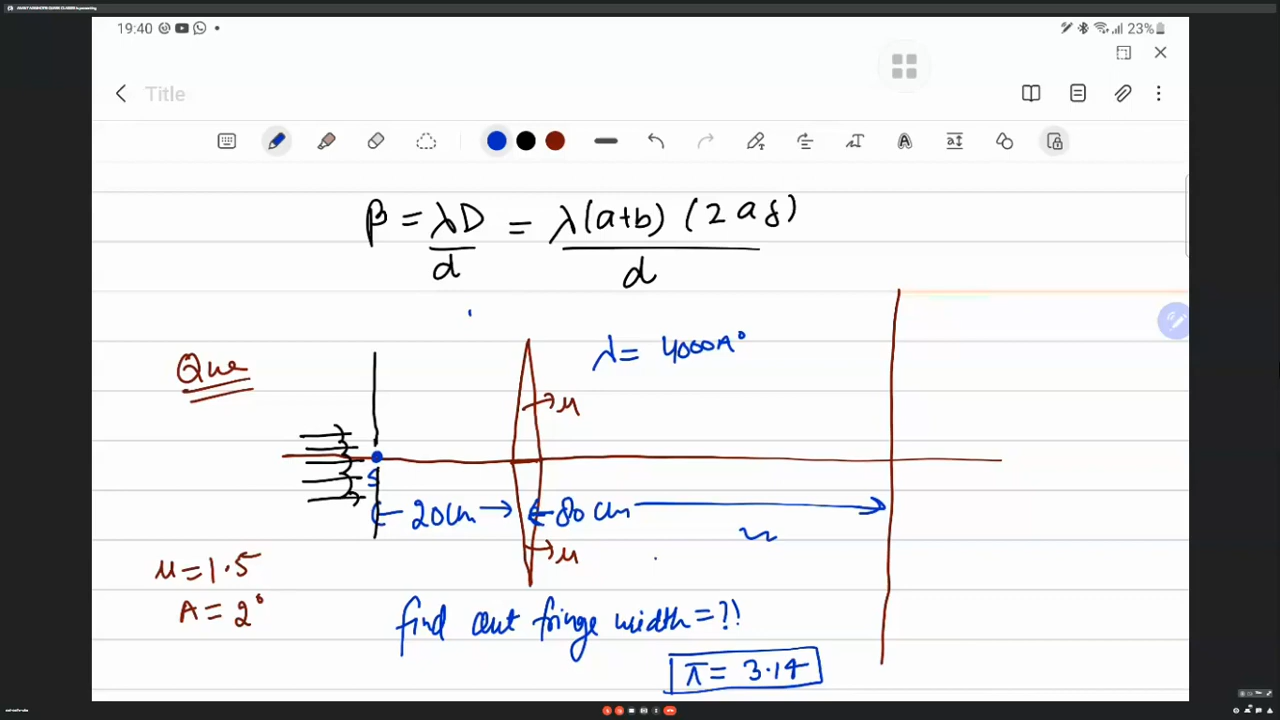 19:40
23%
Title
β = λD/d = λ(a+b) (2aδ)/d
λ = 4000A°
Que
μ
S
20cm
80 cm
μ
μ=1.5
A = 2°
find out fringe width=?!
π = 3.14